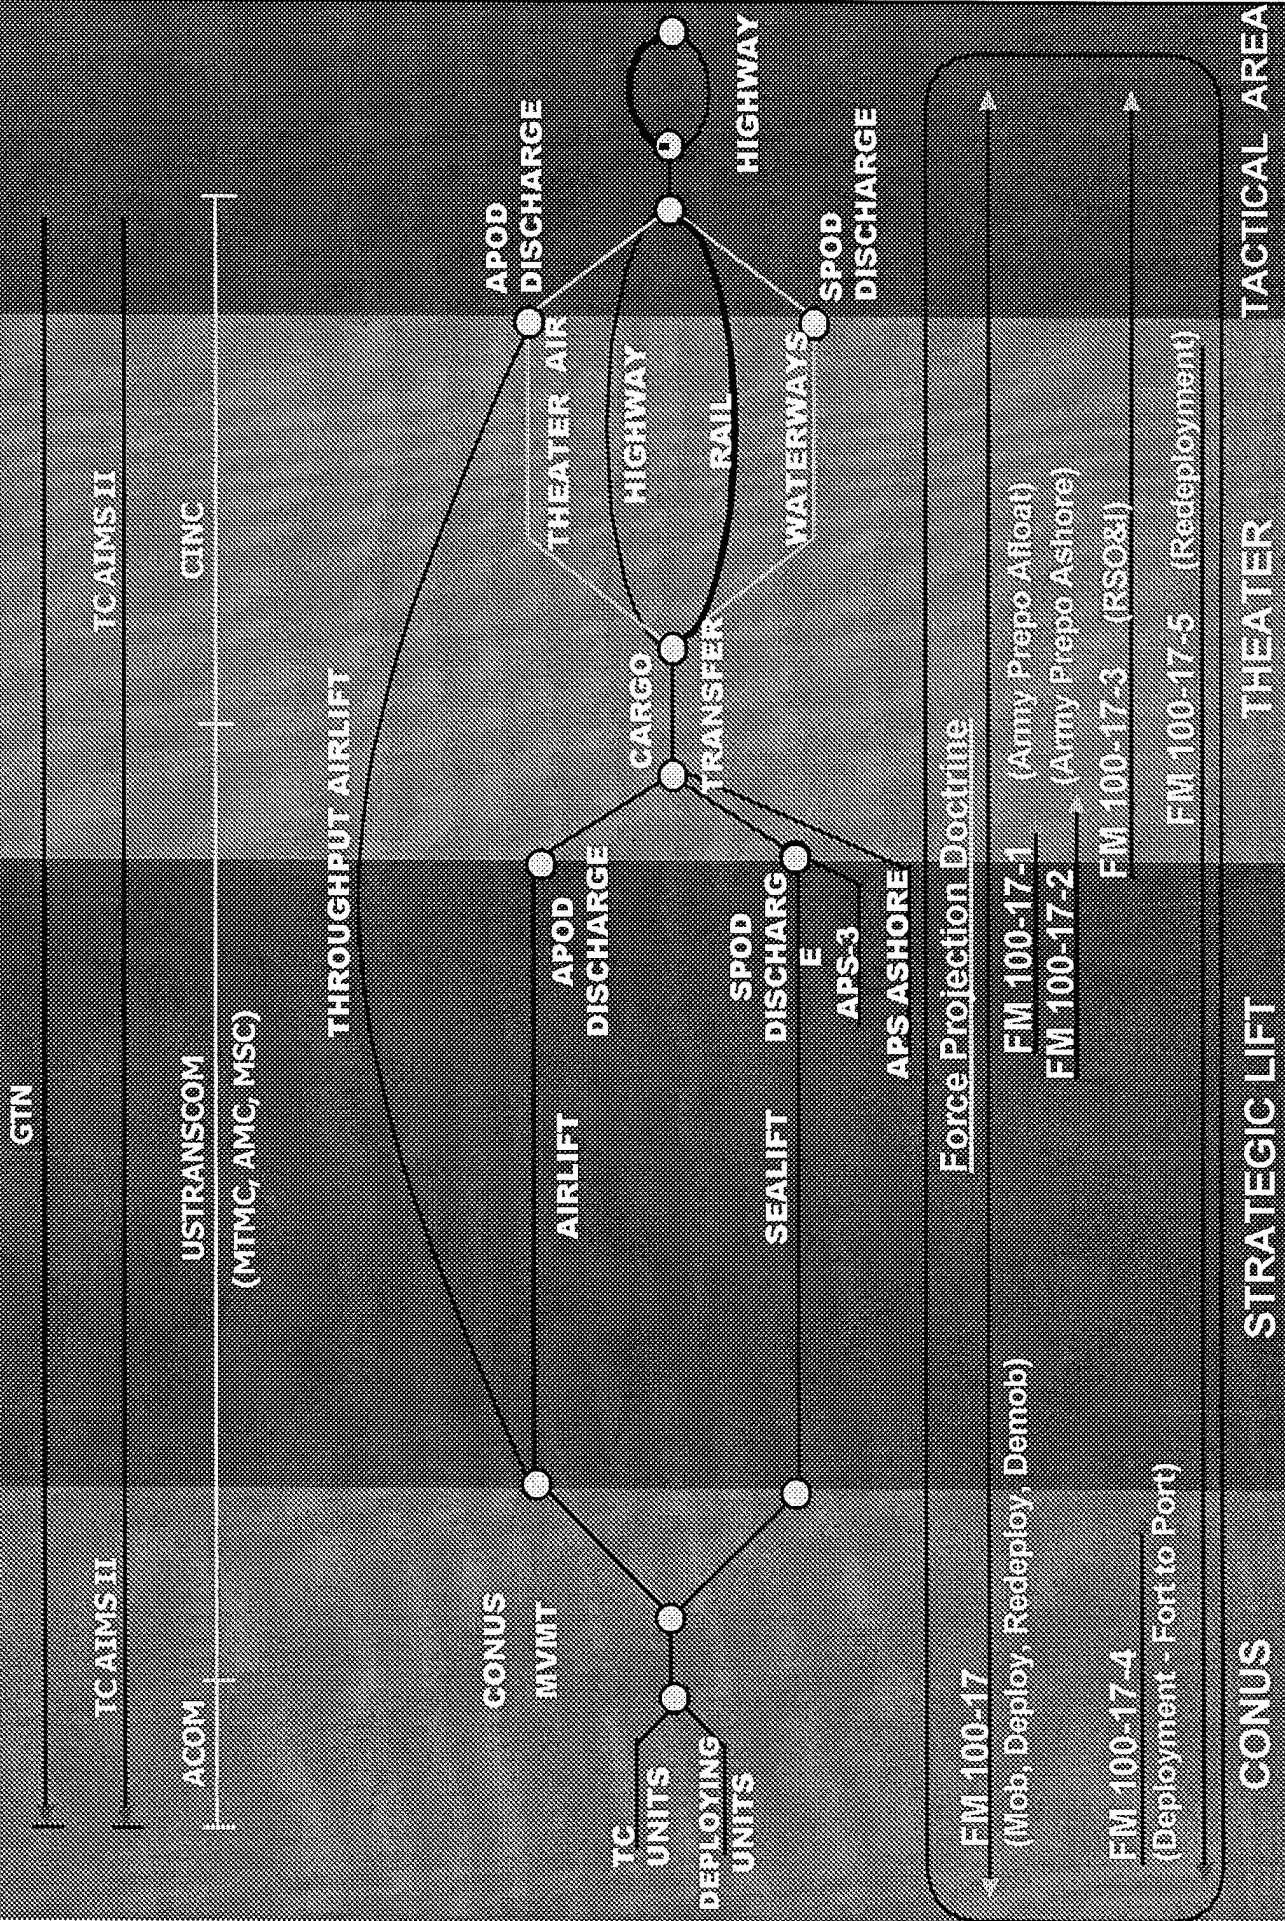 GTN
TC AIMS II
TC AIMS II
ACOM
USTRANSCOM
(MTMC, AMC, MSC)
CINC
THROUGHPUT AIRLIFT
CONUS
MVMT
TC
UNITS
DEPLOYING
UNITS
AIRLIFT
APOD
DISCHARGE
SEALIFT
SPOD
DISCHARG
E
APS-3
APS ASHORE
CARGO
TRANSFER
THEATER AIR
HIGHWAY
RAIL
WATERWAYS
APOD
DISCHARGE
SPOD
DISCHARGE
HIGHWAY
Force Projection Doctrine
FM 100-17
(Mob, Deploy, Redeploy, Demob)
FM 100-17-1 (Army Prepo Afloat)
FM 100-17-2 (Army Prepo Ashore)
FM 100-17-3 (RSO&I)
FM 100-17-4
(Deployment - Fort to Port)
FM 100-17-5 (Redeployment)
CONUS
STRATEGIC LIFT
THEATER
TACTICAL AREA